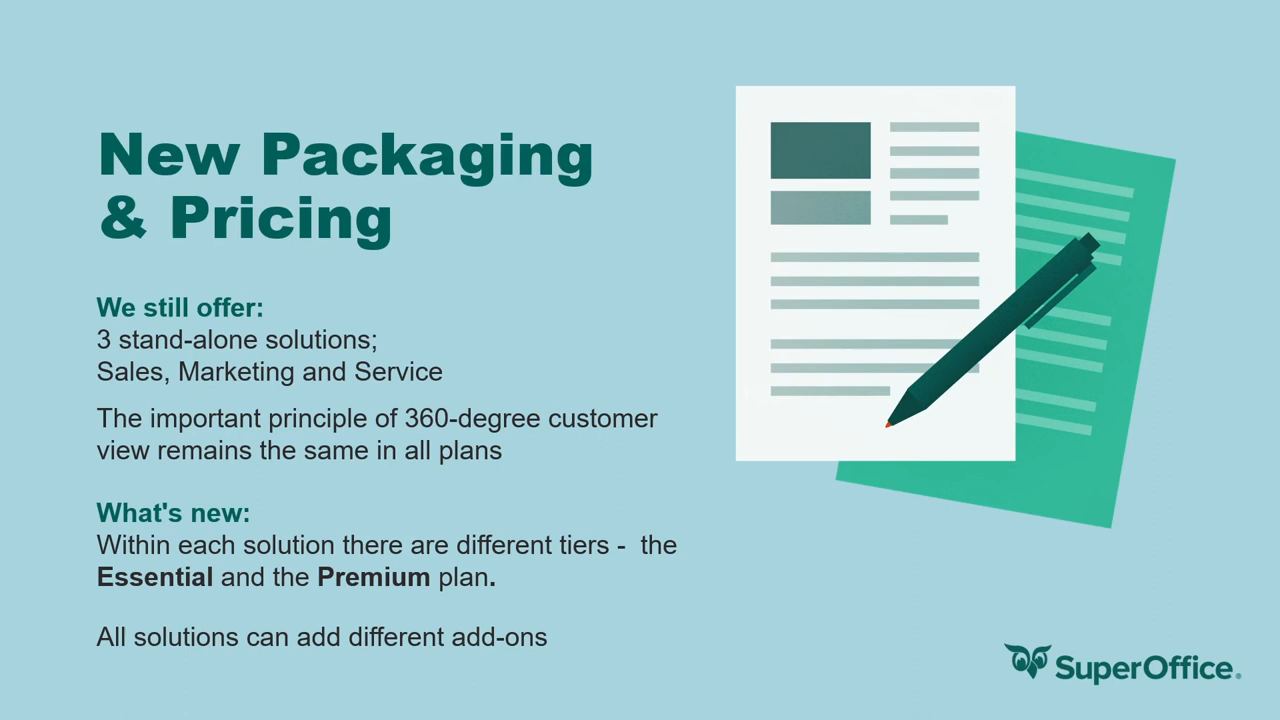 New Packaging
& Pricing
We still offer:
3 stand-alone solutions;
Sales, Marketing and Service
The important principle of 360-degree customer
view remains the same in all plans
What's new:
Within each solution there are different tiers -  the
Essential and the Premium plan.
All solutions can add different add-ons
SuperOffice®